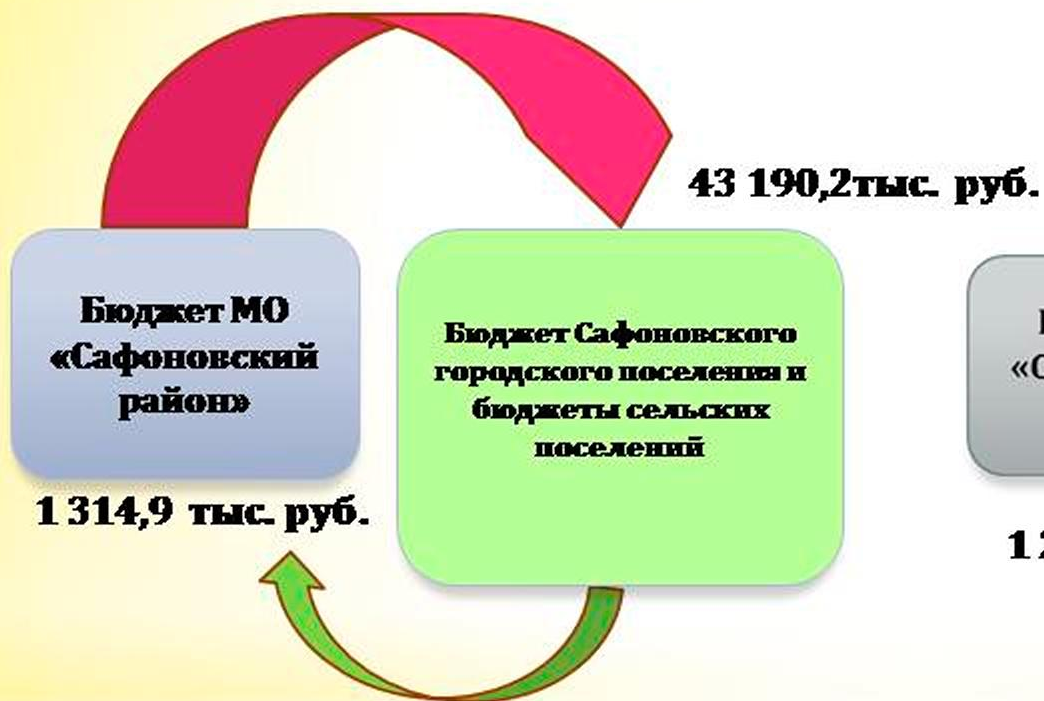 43 190,2тыс. руб.
Бюджет МО
«Сафоновский
район»
1 314,9 тыс. руб.
Бюджет Сафоновского
городского поселения и
бюджеты сельских
поселений